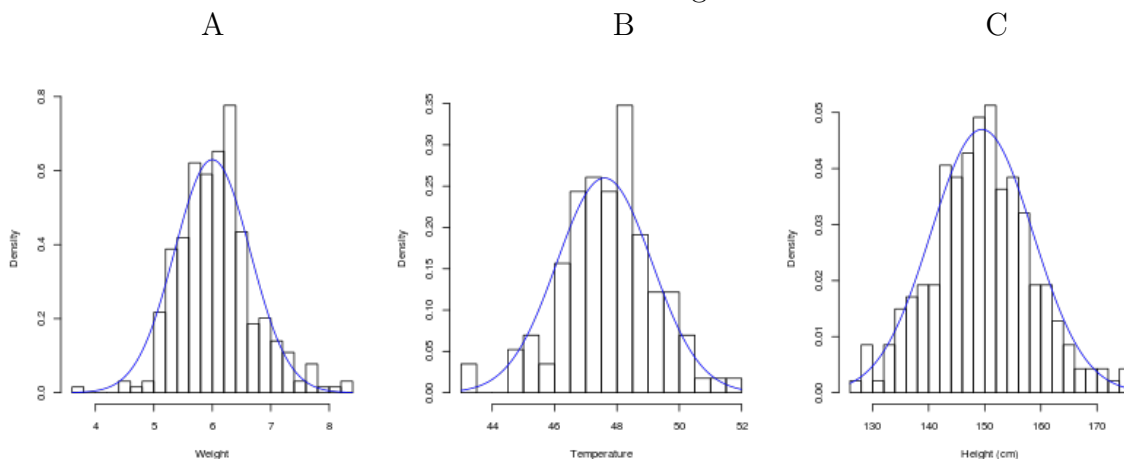 A
B
C
Density
0.0 0.2 0.4 0.6 0.8
4 5 6 7 8
Weight
Density
0.00 0.05 0.10 0.15 0.20 0.25 0.30 0.35
44 46 48 50 52
Temperature
Density
0.00 0.01 0.02 0.03 0.04 0.05
130 140 150 160 170
Height (cm)